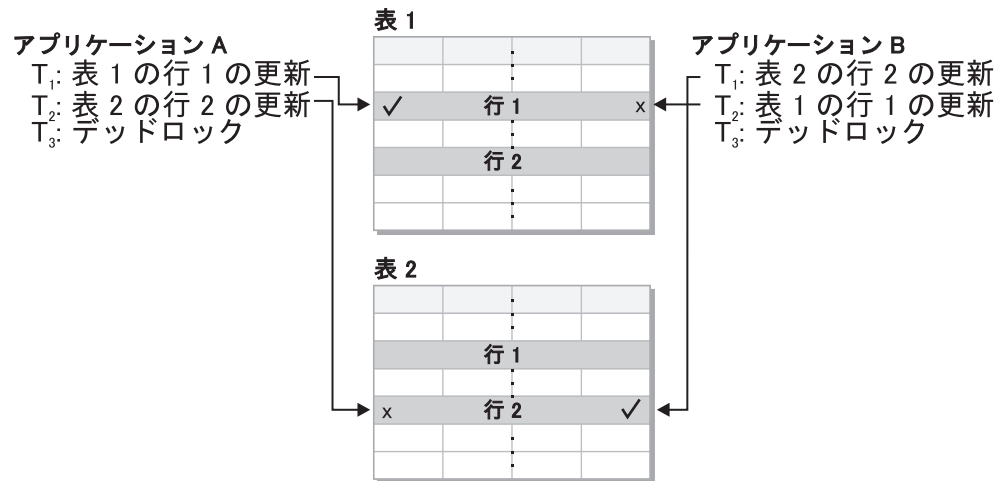 アプリケーション A
T₁: 表 1 の行 1 の更新
T₂: 表 2 の行 2 の更新
T₃: デッドロック
表 1
✓ 行 1 x
行 2
アプリケーション B
T₁: 表 2 の行 2 の更新
T₂: 表 1 の行 1 の更新
T₃: デッドロック
表 2
行 1
x 行 2 ✓